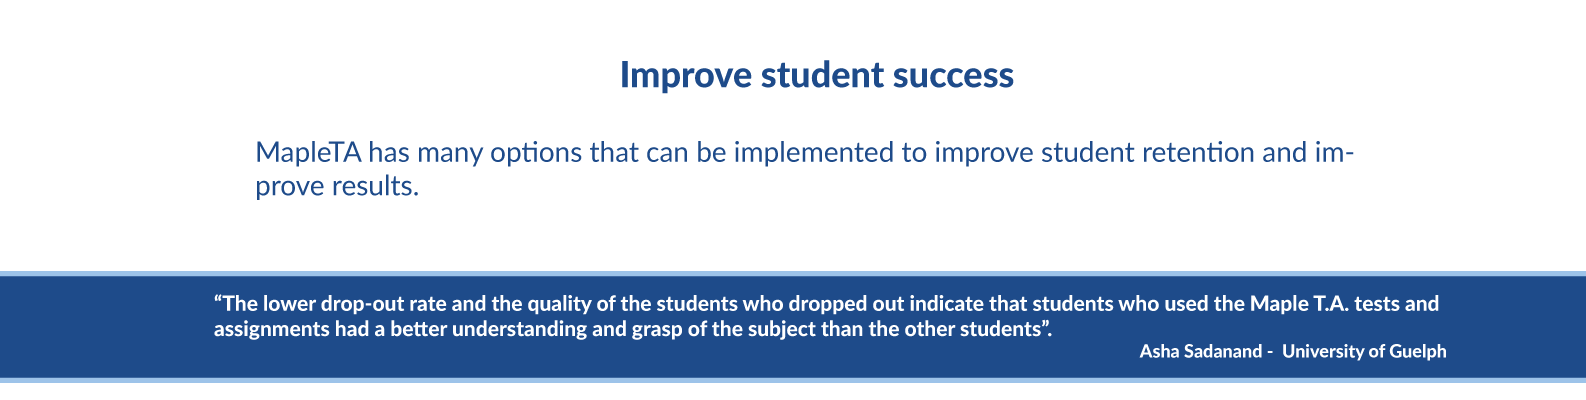 Improve student success
MapleTA has many options that can be implemented to improve student retention and im-
prove results.
“The lower drop-out rate and the quality of the students who dropped out indicate that students who used the Maple T.A. tests and
assignments had a better understanding and grasp of the subject than the other students”.
Asha Sadanand -  University of Guelph